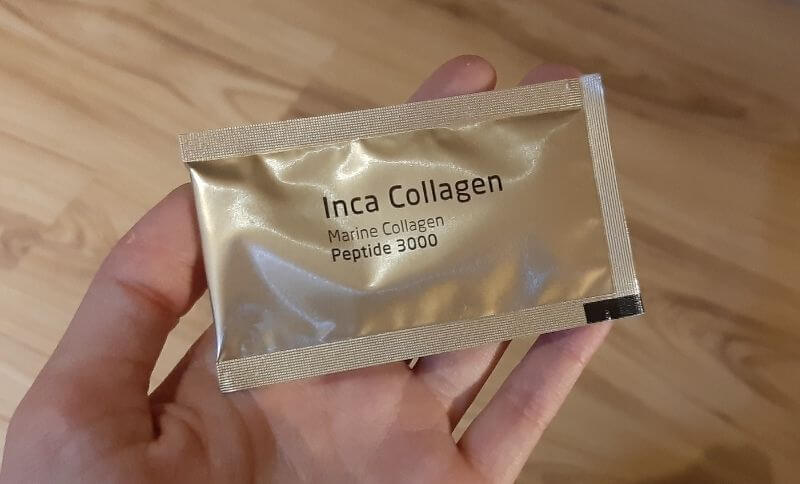 Inca Collagen
Marine Collagen
Peptide 3000